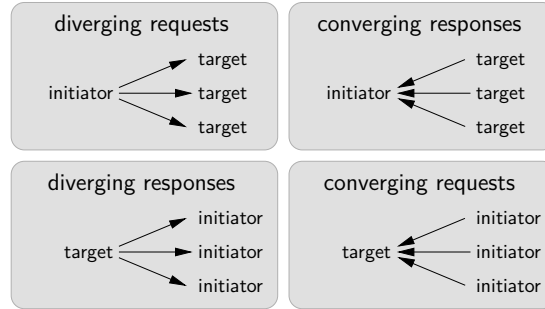 diverging requests
target
initiator target
target
converging responses
target
initiator target
target
diverging responses
initiator
target initiator
initiator
converging requests
initiator
target initiator
initiator